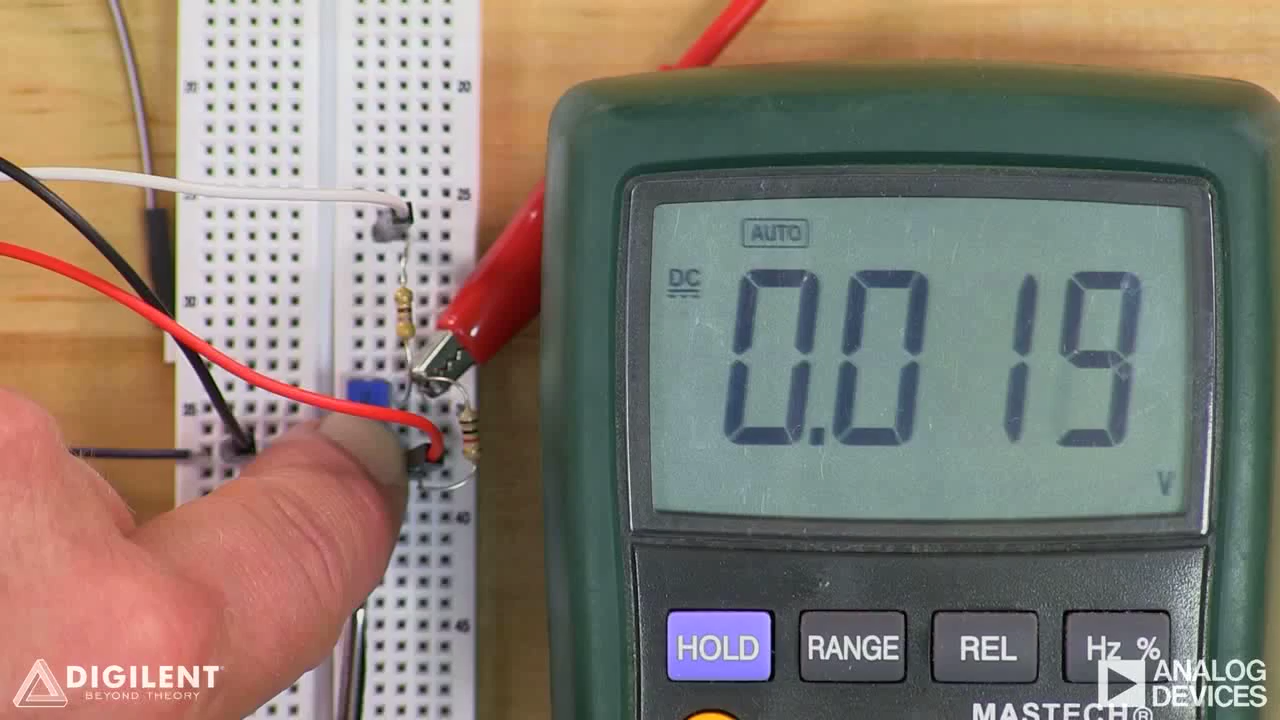 20
20
25
30
35
40
45
AUTO
DC
0.019
V
HOLD
RANGE
REL
Hz %
MASTECH®
DIGILENT
BEYOND THEORY
ANALOG
DEVICES